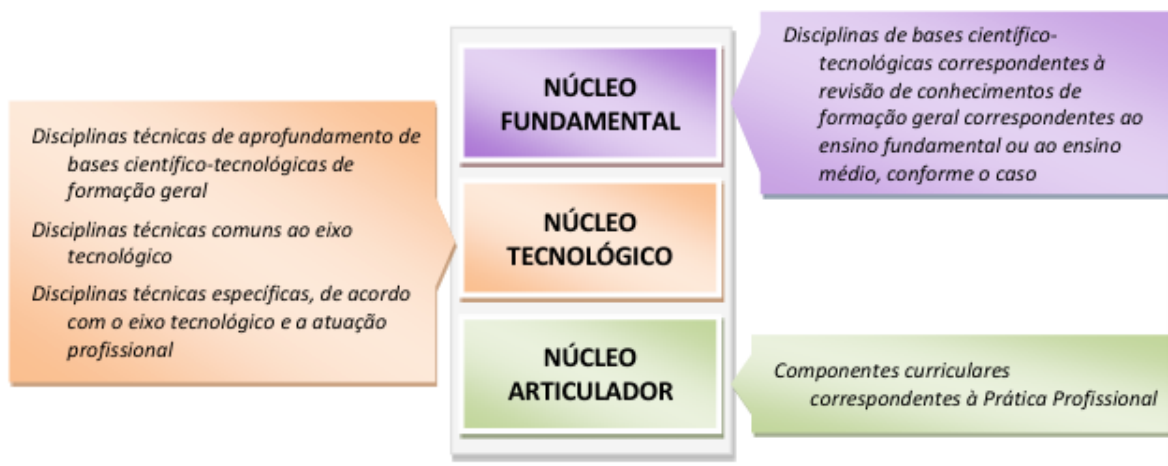 NÚCLEO
FUNDAMENTAL
Disciplinas de bases científico-
tecnológicas correspondentes à
revisão de conhecimentos de
formação geral correspondentes ao
ensino fundamental ou ao ensino
médio, conforme o caso
Disciplinas técnicas de aprofundamento de
bases científico-tecnológicas de
formação geral
Disciplinas técnicas comuns ao eixo
tecnológico
Disciplinas técnicas específicas, de acordo
com o eixo tecnológico e a atuação
profissional
NÚCLEO
TECNOLÓGICO
NÚCLEO
ARTICULADOR
Componentes curriculares
correspondentes à Prática Profissional